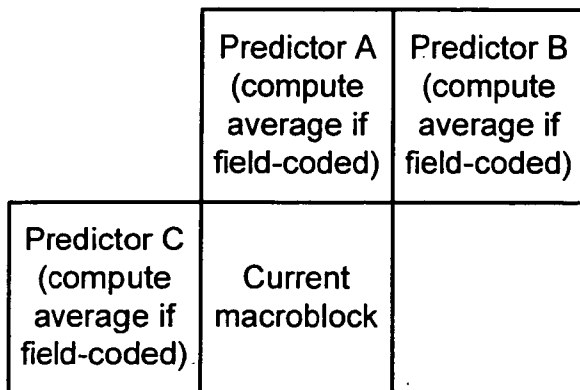 Predictor A
(compute
average if
field-coded)
Predictor B
(compute
average if
field-coded)
Predictor C
(compute
average if
field-coded)
Current
macroblock